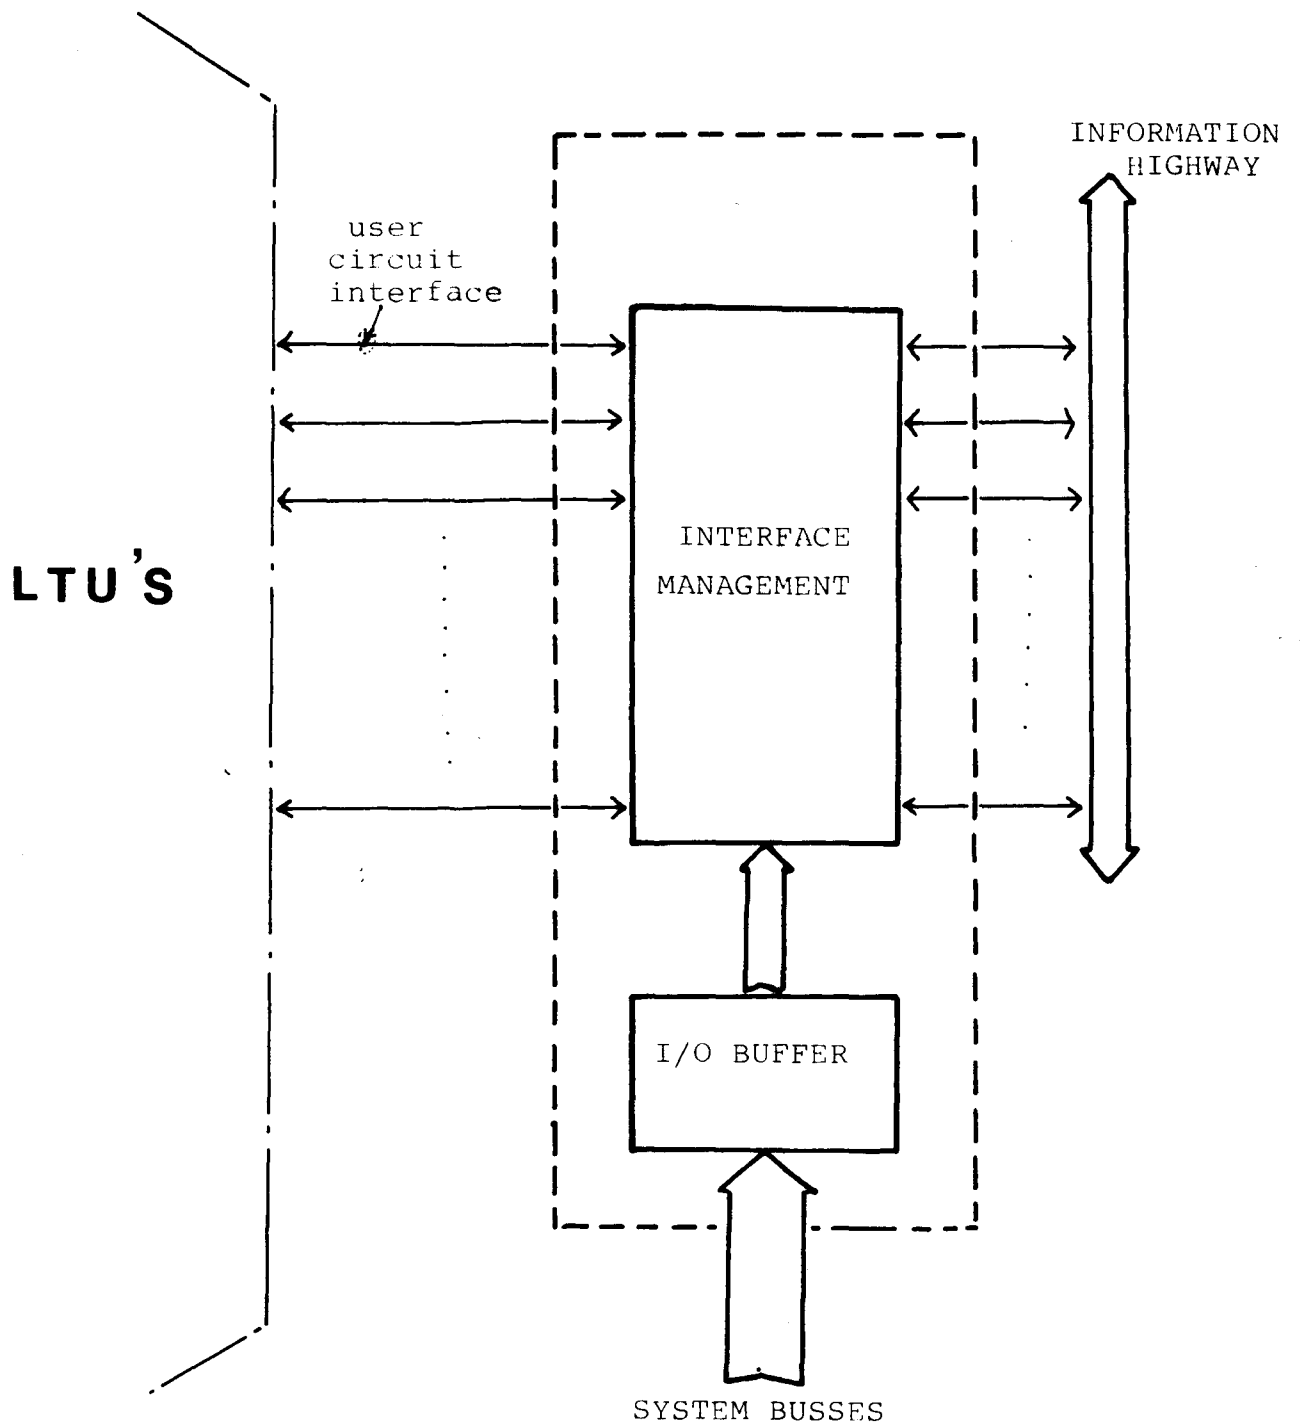 INFORMATION
HIGHWAY
user
circuit
interface
INTERFACE
MANAGEMENT
LTU'S
I/O BUFFER
SYSTEM BUSSES